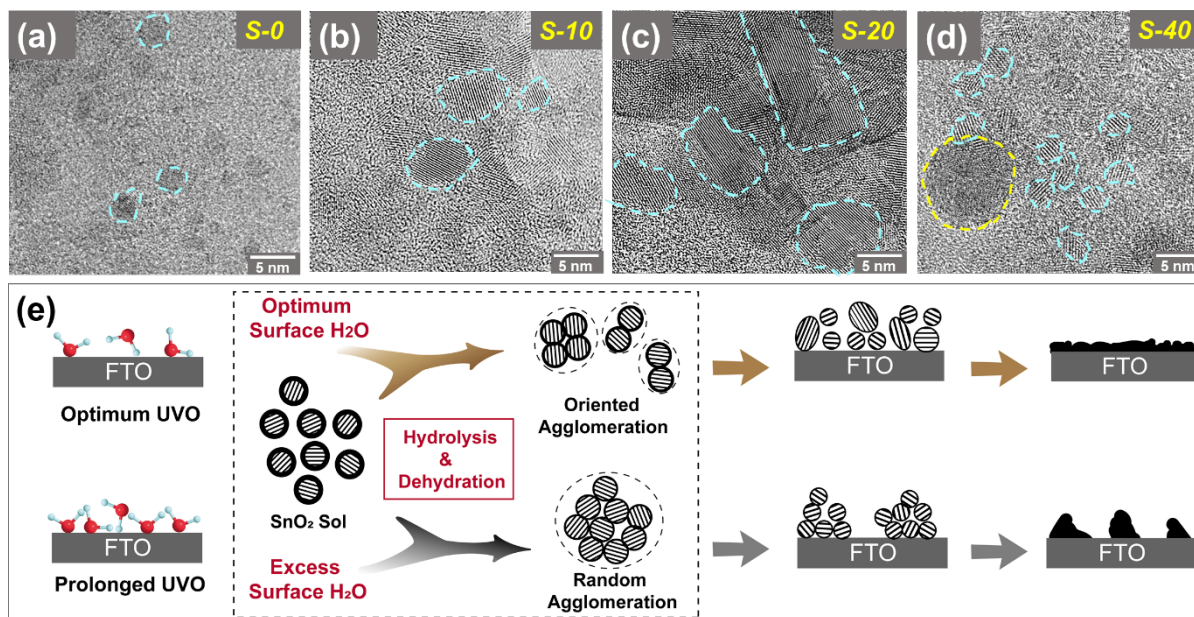 (a)
S-0
5 nm
(b)
S-10
5 nm
(c)
S-20
5 nm
(d)
S-40
5 nm
(e)
FTO
Optimum UVO
FTO
Prolonged UVO
Optimum
Surface H₂O
SnO₂ Sol
Excess
Surface H₂O
Hydrolysis
&
Dehydration
Oriented
Agglomeration
Random
Agglomeration
FTO
FTO
FTO
FTO